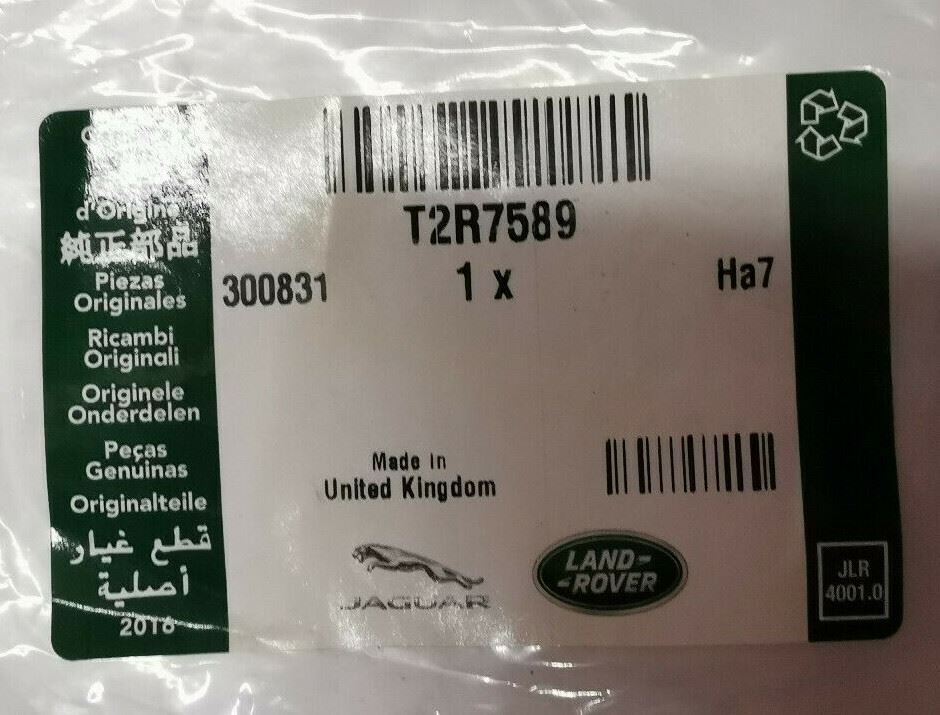 d'Origine
純正部品
Piezas
Originales
Ricambi
Originali
Originele
Onderdelen
Peças
Genuinas
Originalteile
قطع غيار
أصلية
2016
T2R7589
300831 1 x Ha7
Made in
United Kingdom
JAGUAR
LAND-
-ROVER
JLR
4001.0